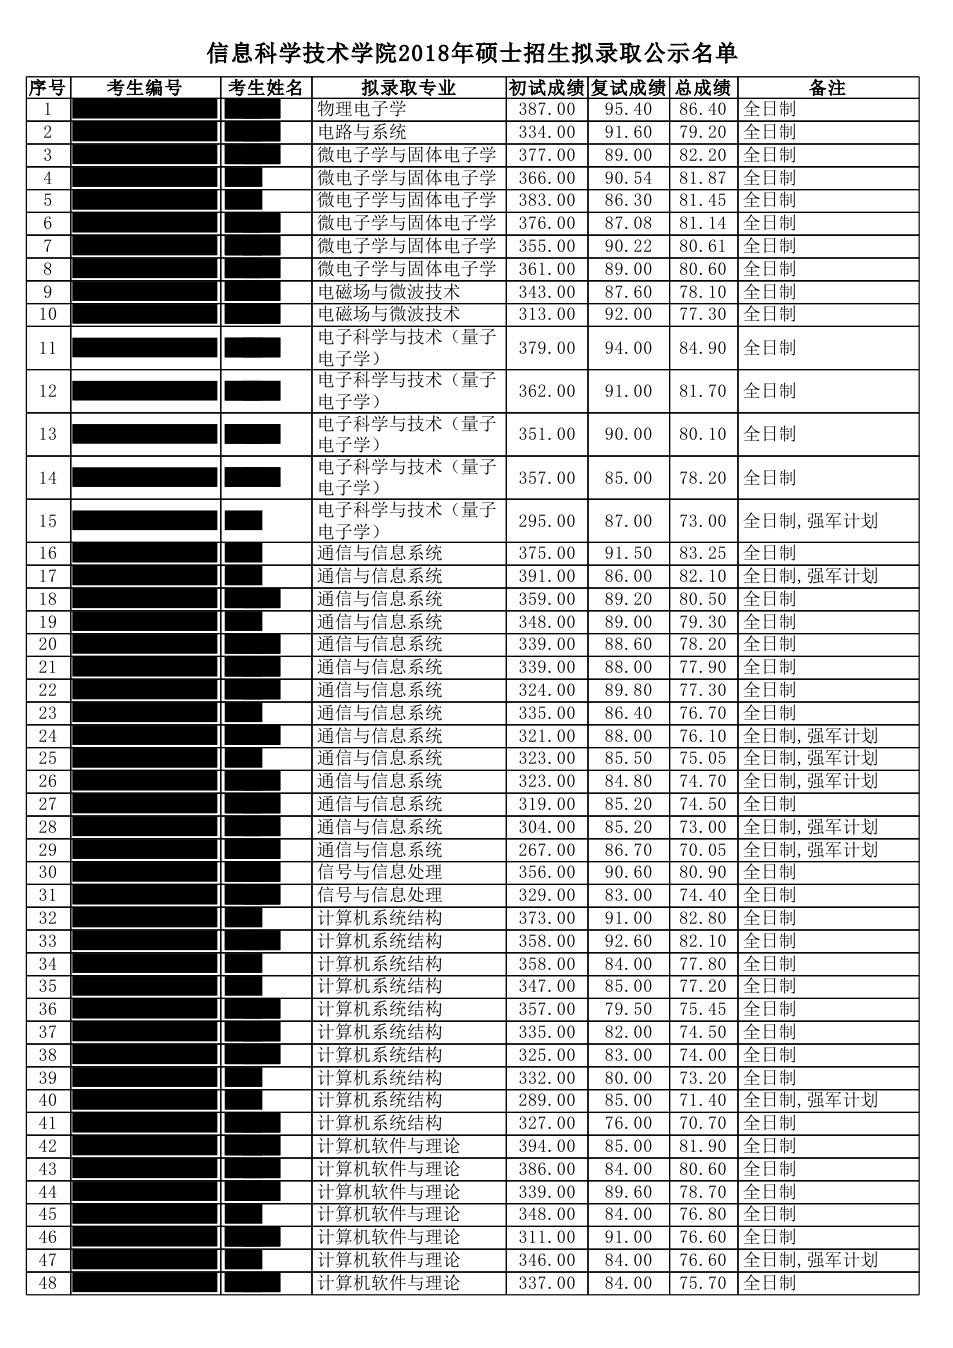 信息科学技术学院2018年硕士招生拟录取公示名单
序号 考生编号 考生姓名 拟录取专业 初试成绩 复试成绩 总成绩 备注
1 物理电子学 387.00 95.40 86.40 全日制
2 电路与系统 334.00 91.60 79.20 全日制
3 微电子学与固体电子学 377.00 89.00 82.20 全日制
4 微电子学与固体电子学 366.00 90.54 81.87 全日制
5 微电子学与固体电子学 383.00 86.30 81.45 全日制
6 微电子学与固体电子学 376.00 87.08 81.14 全日制
7 微电子学与固体电子学 355.00 90.22 80.61 全日制
8 微电子学与固体电子学 361.00 89.00 80.60 全日制
9 电磁场与微波技术 343.00 87.60 78.10 全日制
10 电磁场与微波技术 313.00 92.00 77.30 全日制
11 电子科学与技术（量子
电子学） 379.00 94.00 84.90 全日制
12 电子科学与技术（量子
电子学） 362.00 91.00 81.70 全日制
13 电子科学与技术（量子
电子学） 351.00 90.00 80.10 全日制
14 电子科学与技术（量子
电子学） 357.00 85.00 78.20 全日制
15 电子科学与技术（量子
电子学） 295.00 87.00 73.00 全日制,强军计划
16 通信与信息系统 375.00 91.50 83.25 全日制
17 通信与信息系统 391.00 86.00 82.10 全日制,强军计划
18 通信与信息系统 359.00 89.20 80.50 全日制
19 通信与信息系统 348.00 89.00 79.30 全日制
20 通信与信息系统 339.00 88.60 78.20 全日制
21 通信与信息系统 339.00 88.00 77.90 全日制
22 通信与信息系统 324.00 89.80 77.30 全日制
23 通信与信息系统 335.00 86.40 76.70 全日制
24 通信与信息系统 321.00 88.00 76.10 全日制,强军计划
25 通信与信息系统 323.00 85.50 75.05 全日制,强军计划
26 通信与信息系统 323.00 84.80 74.70 全日制,强军计划
27 通信与信息系统 319.00 85.20 74.50 全日制
28 通信与信息系统 304.00 85.20 73.00 全日制,强军计划
29 通信与信息系统 267.00 86.70 70.05 全日制,强军计划
30 信号与信息处理 356.00 90.60 80.90 全日制
31 信号与信息处理 329.00 83.00 74.40 全日制
32 计算机系统结构 373.00 91.00 82.80 全日制
33 计算机系统结构 358.00 92.60 82.10 全日制
34 计算机系统结构 358.00 84.00 77.80 全日制
35 计算机系统结构 347.00 85.00 77.20 全日制
36 计算机系统结构 357.00 79.50 75.45 全日制
37 计算机系统结构 335.00 82.00 74.50 全日制
38 计算机系统结构 325.00 83.00 74.00 全日制
39 计算机系统结构 332.00 80.00 73.20 全日制
40 计算机系统结构 289.00 85.00 71.40 全日制,强军计划
41 计算机系统结构 327.00 76.00 70.70 全日制
42 计算机软件与理论 394.00 85.00 81.90 全日制
43 计算机软件与理论 386.00 84.00 80.60 全日制
44 计算机软件与理论 339.00 89.60 78.70 全日制
45 计算机软件与理论 348.00 84.00 76.80 全日制
46 计算机软件与理论 311.00 91.00 76.60 全日制
47 计算机软件与理论 346.00 84.00 76.60 全日制,强军计划
48 计算机软件与理论 337.00 84.00 75.70 全日制